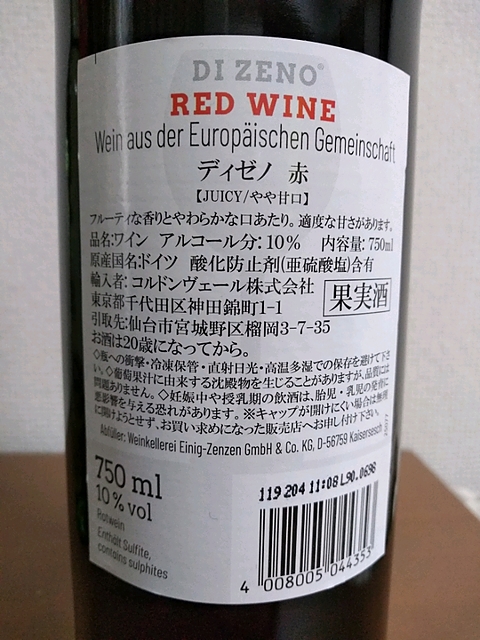 DI ZENO®
RED WINE
Wein aus der Europäischen Gemeinschaft
ディゼノ 赤
【JUICY/やや甘口】
フルーティな香りとやわらかな口あたり。適度な甘さがあります。
品名:ワイン アルコール分:10% 内容量:750ml
原産国名:ドイツ 酸化防止剤(亜硫酸塩)含有
輸入者:コルドンヴェール株式会社
東京都千代田区神田錦町1-1
果実酒
引取先:仙台市宮城野区榴岡3-7-35
お酒は20歳になってから。
◇瓶への衝撃・冷凍保管・直射日光・高温多湿での保存を避けて下さ
い。◇葡萄果汁に由来する沈殿物を生じることがありますが、品質には
問題ありません。◇妊娠中や授乳期の飲酒は、胎児・乳児の発育に
悪影響を与える恐れがあります。※キャップが開けにくい場合は無理
に開けようとせず、お買い求めになった販売店へお申し付け下さい。
Abfüller: Weinkellerei Einig-Zenzen GmbH & Co. KG, D-56759 Kaisersesch
750 ml
10 % vol
Rotwein
Enthält Sulfite,
contains sulphites
119 204 11:08 L90.0698
4 008005 044353